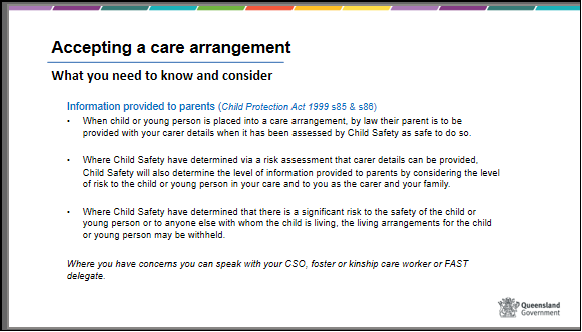 Accepting a care arrangement
What you need to know and consider
Information provided to parents (Child Protection Act 1999 s85 & s86)
• When child or young person is placed into a care arrangement, by law their parent is to be
provided with your carer details when it has been assessed by Child Safety as safe to do so.
• Where Child Safety have determined via a risk assessment that carer details can be provided,
Child Safety will also determine the level of information provided to parents by considering the level
of risk to the child or young person in your care and to you as the carer and your family.
• Where Child Safety have determined that there is a significant risk to the safety of the child or
young person or to anyone else with whom the child is living, the living arrangements for the child
or young person may be withheld.
Where you have concerns you can speak with your CSO, foster or kinship care worker or FAST
delegate.
Queensland
Government